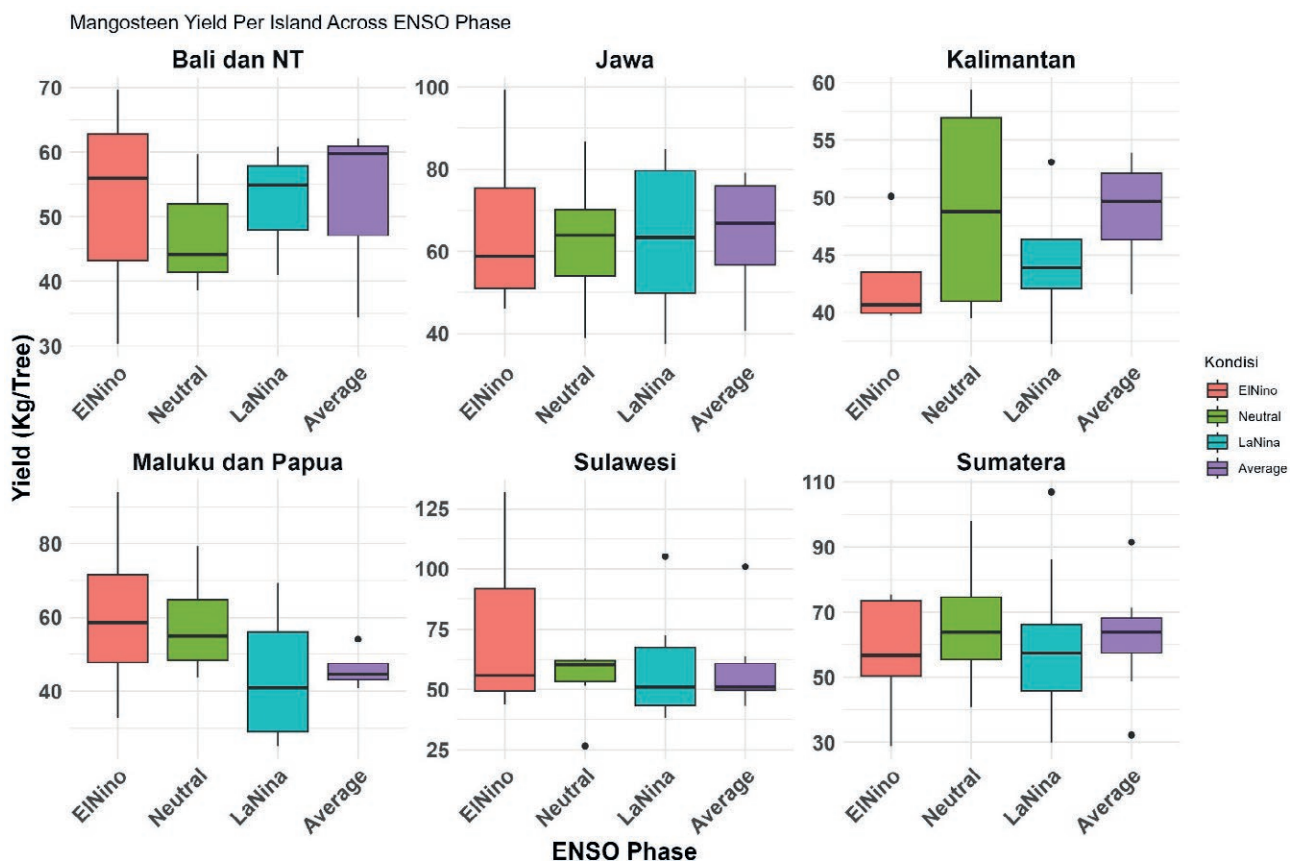 Mangosteen Yield Per Island Across ENSO Phase
Bali dan NT
70
60
50
40
30
ElNino
Neutral
LaNina
Average
Jawa
100
80
60
40
ElNino
Neutral
LaNina
Average
Kalimantan
60
55
50
45
40
ElNino
Neutral
LaNina
Average
Yield (Kg/Tree)
Maluku dan Papua
80
60
40
ElNino
Neutral
LaNina
Average
Sulawesi
125
100
75
50
25
ElNino
Neutral
LaNina
Average
Sumatera
110
90
70
50
30
ElNino
Neutral
LaNina
Average
ENSO Phase
Kondisi
ElNino
Neutral
LaNina
Average